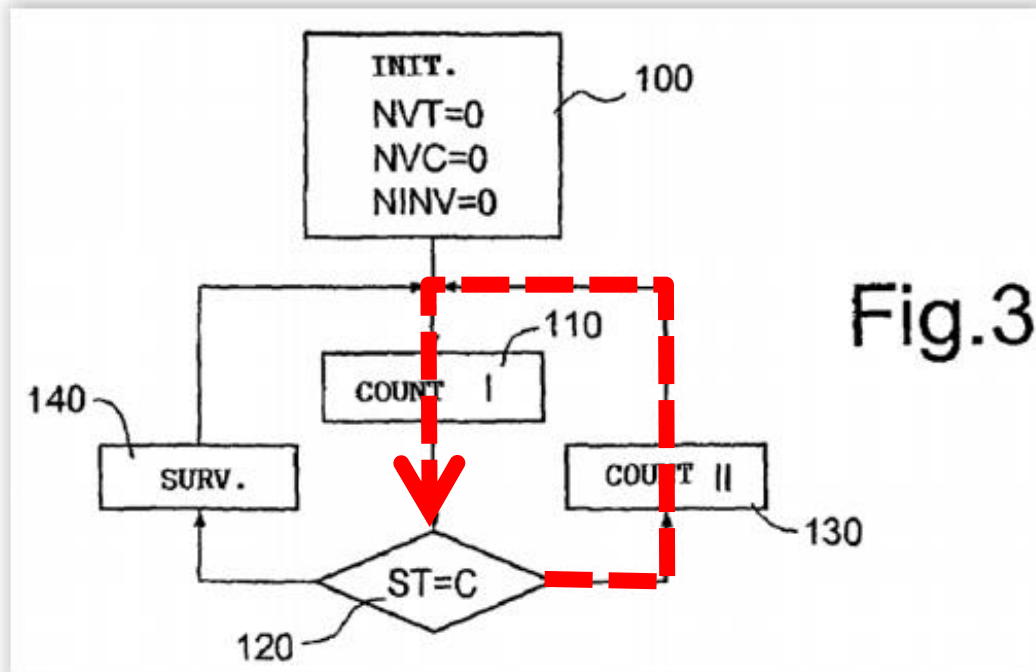 INIT.
NVT=0
NVC=0
NINV=0
100
Fig.3
110
COUNT I
140
SURV.
COUNT II
130
ST=C
120